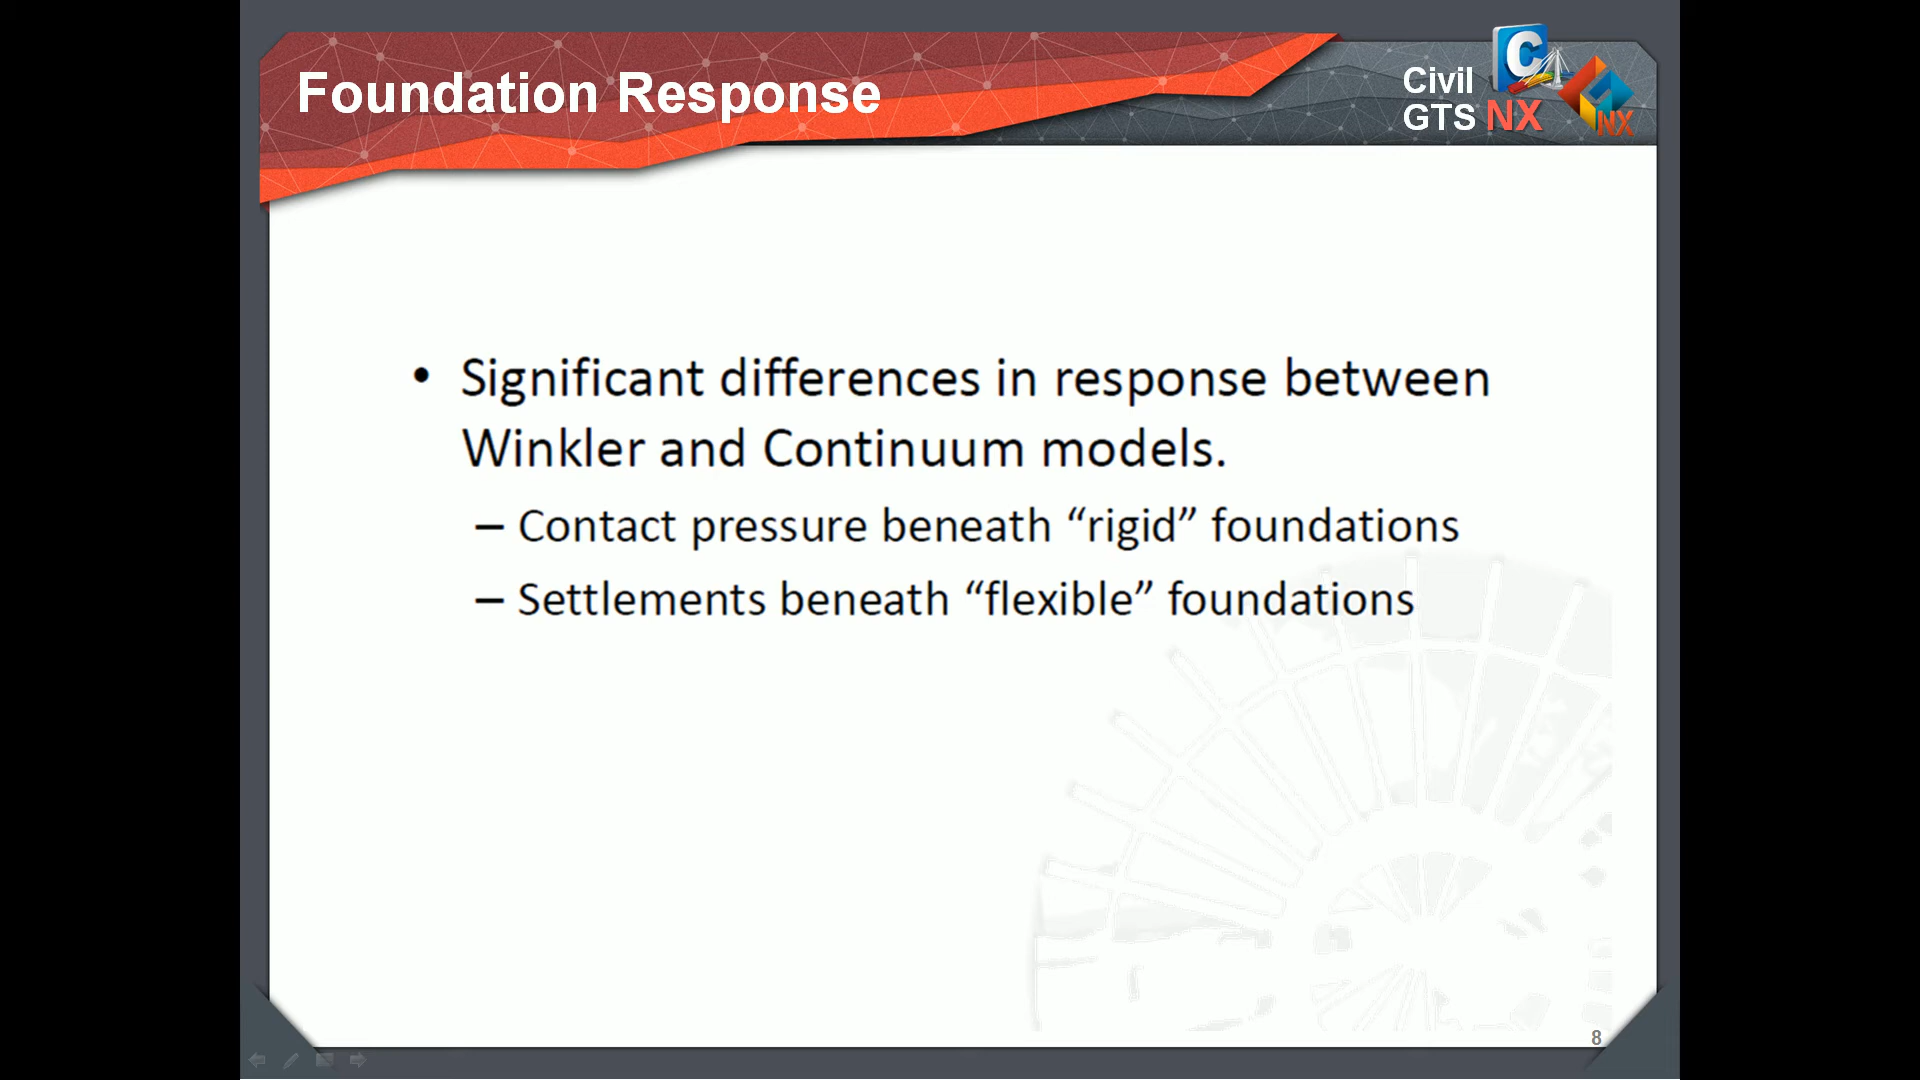 Foundation Response
Civil
GTS NX
C
NX
• Significant differences in response between
Winkler and Continuum models.
– Contact pressure beneath “rigid” foundations
– Settlements beneath “flexible” foundations
8